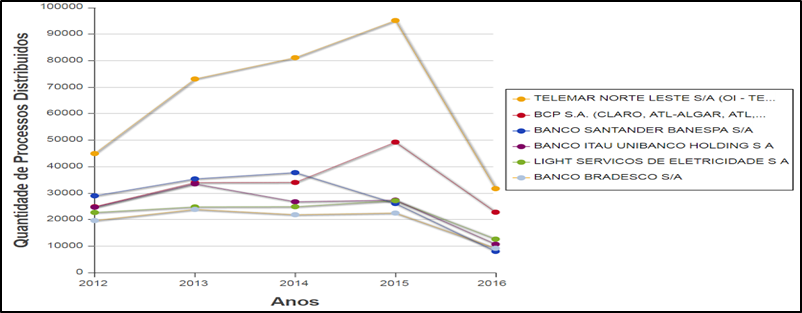 100000
90000
80000
70000
60000
50000
40000
30000
20000
10000
0
Quantidade de Processos Distribuidos
2012 2013 2014 2015 2016
Anos
TELEMAR NORTE LESTE S/A (OI - TE...
BCP S.A. (CLARO, ATL-ALGAR, ATL,...
BANCO SANTANDER BANESPA S/A
BANCO ITAU UNIBANCO HOLDING S A
LIGHT SERVICOS DE ELETRICIDADE S A
BANCO BRADESCO S/A